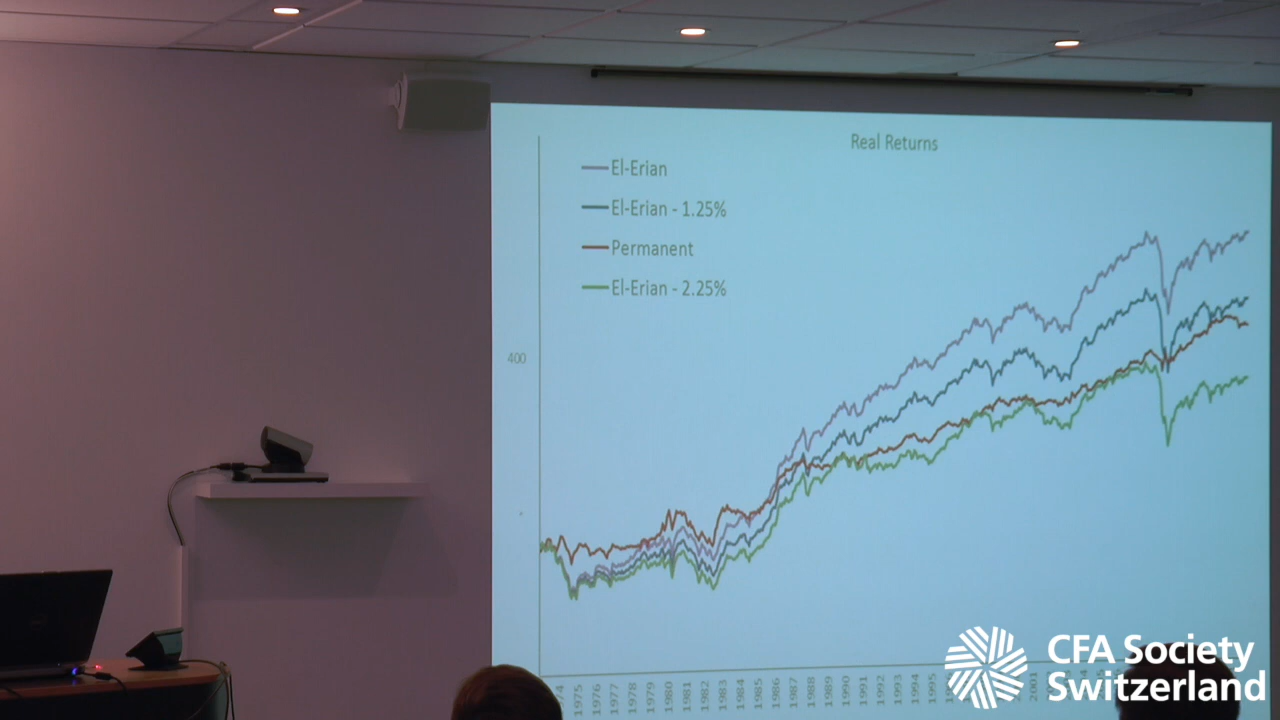 Real Returns
El-Erian
El-Erian - 1.25%
Permanent
El-Erian - 2.25%
400
1975 1976 1977 1978 1979 1980 1981 1982 1983 1984 1985 1986 1987 1988 1989 1990 1991 1992 1993 1994 1995
2001
CFA Society
Switzerland